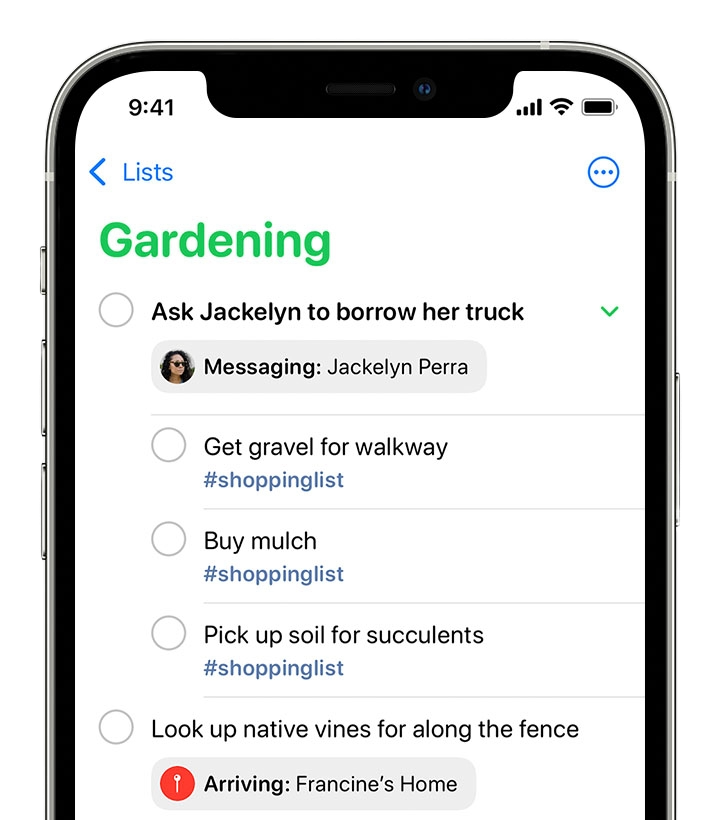 9:41
Lists
Gardening
Ask Jackelyn to borrow her truck
Messaging: Jackelyn Perra
Get gravel for walkway
#shoppinglist
Buy mulch
#shoppinglist
Pick up soil for succulents
#shoppinglist
Look up native vines for along the fence
Arriving: Francine’s Home